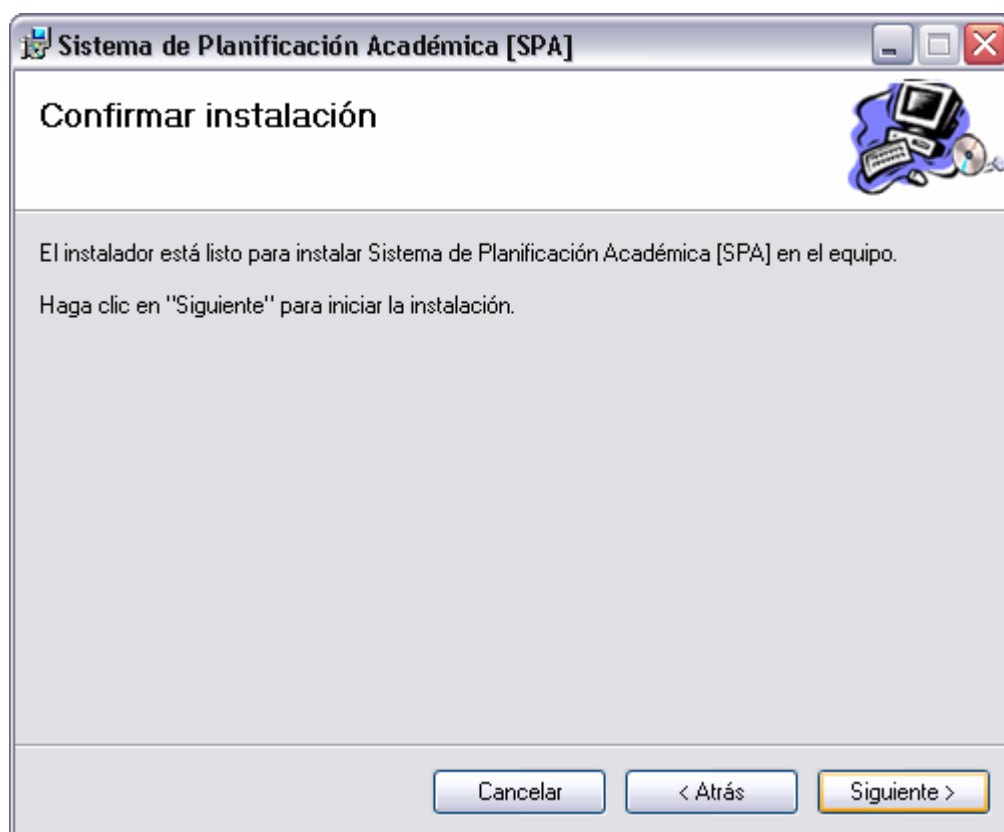 Sistema de Planificación Académica [SPA]
Confirmar instalación
El instalador está listo para instalar Sistema de Planificación Académica [SPA] en el equipo.
Haga clic en "Siguiente" para iniciar la instalación.
Cancelar
< Atrás
Siguiente >